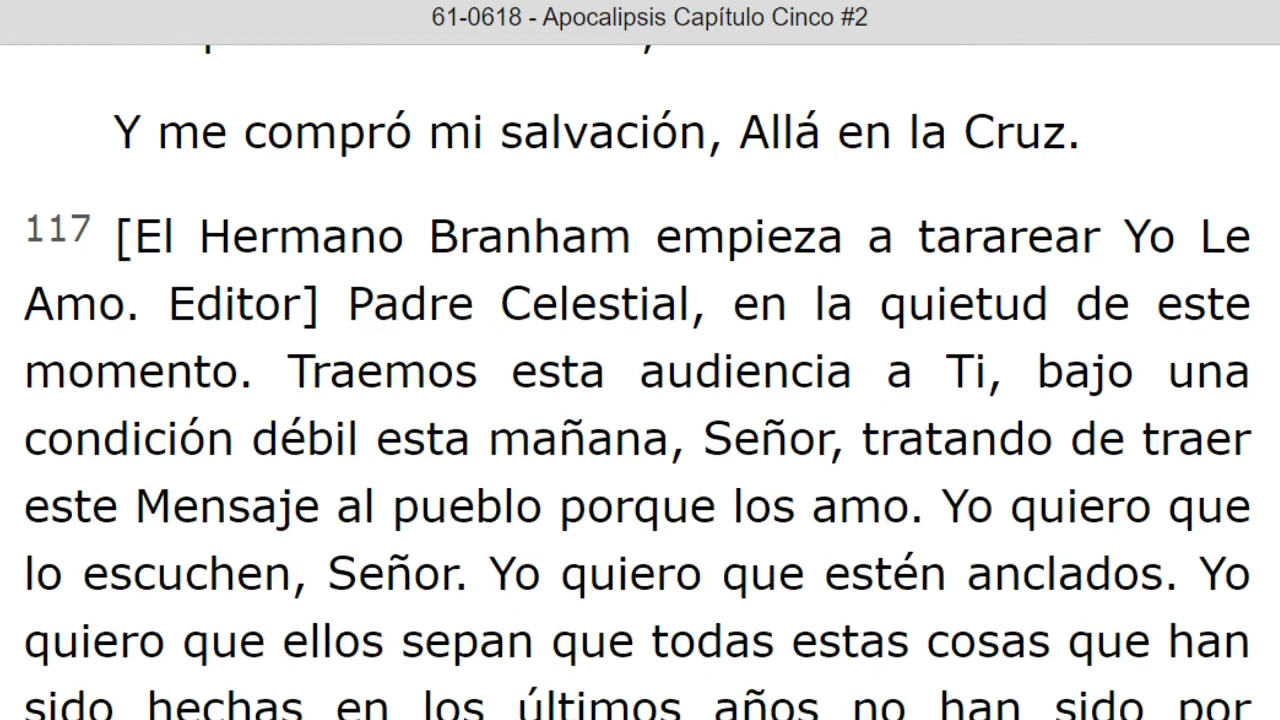 61-0618 - Apocalipsis Capítulo Cinco #2
Y me compró mi salvación, Allá en la Cruz.
117 [El Hermano Branham empieza a tararear Yo Le
Amo. Editor] Padre Celestial, en la quietud de este
momento. Traemos esta audiencia a Ti, bajo una
condición débil esta mañana, Señor, tratando de traer
este Mensaje al pueblo porque los amo. Yo quiero que
lo escuchen, Señor. Yo quiero que estén anclados. Yo
quiero que ellos sepan que todas estas cosas que han
sido hechas en los últimos años no han sido por